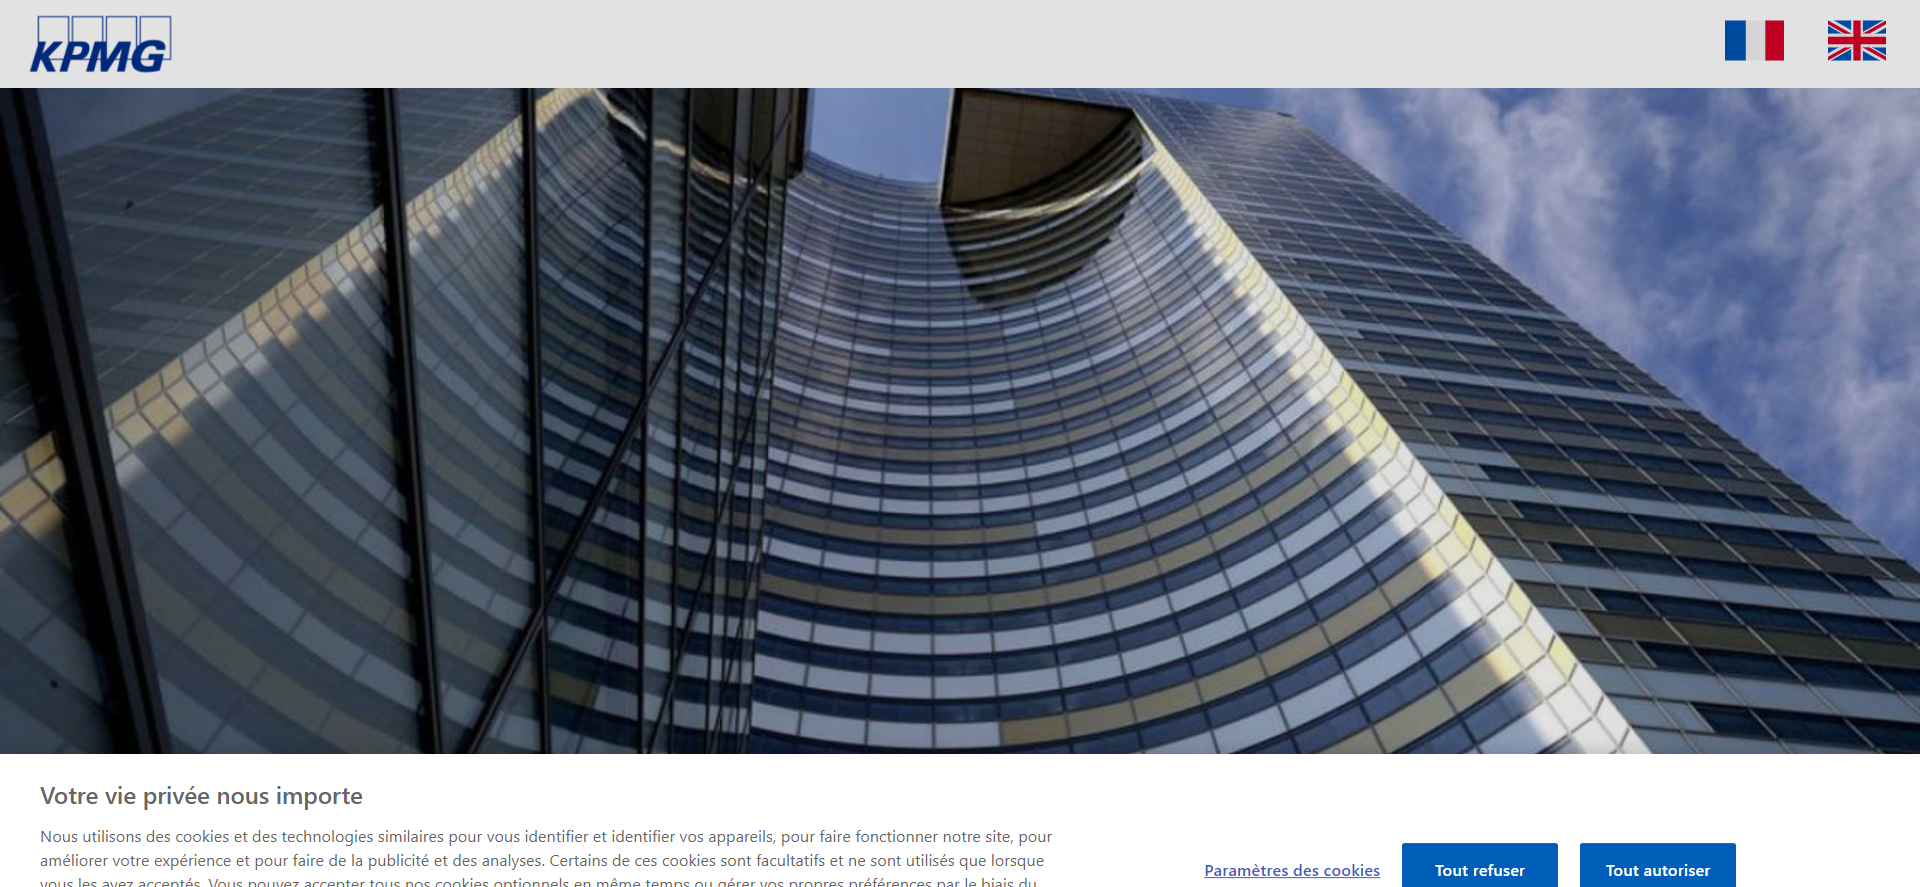 KPMG
Votre vie privée nous importe
Nous utilisons des cookies et des technologies similaires pour vous identifier et identifier vos appareils, pour faire fonctionner notre site, pour
améliorer votre expérience et pour faire de la publicité et des analyses. Certains de ces cookies sont facultatifs et ne sont utilisés que lorsque
vous les avez acceptés. Vous pouvez accepter tous nos cookies optionnels en même temps ou gérer vos propres préférences par le biais du
Paramètres des cookies
Tout refuser
Tout autoriser